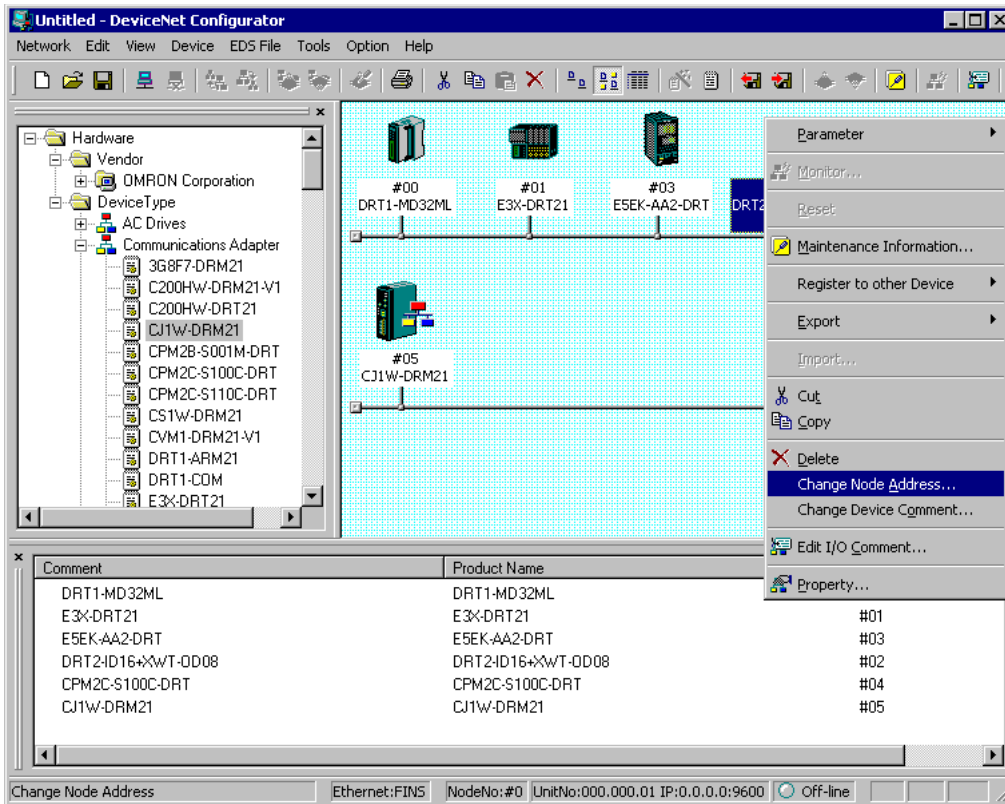 Untitled - DeviceNet Configurator
Network Edit View Device EDS File Tools Option Help
Hardware
Vendor
OMRON Corporation
DeviceType
AC Drives
Communications Adapter
3G8F7-DRM21
C200HW-DRM21-V1
C200HW-DRT21
CJ1W-DRM21
CPM2B-S001M-DRT
CPM2C-S100C-DRT
CPM2C-S110C-DRT
CS1W-DRM21
CVM1-DRM21-V1
DRT1-ARM21
DRT1-COM
E3X-DRT21
#00
DRT1-MD32ML
#01
E3X-DRT21
#03
E5EK-AA2-DRT
DRT2
#05
CJ1W-DRM21
Parameter
Monitor...
Reset
Maintenance Information...
Register to other Device
Export
Import...
Cut
Copy
Delete
Change Node Address...
Change Device Comment...
Edit I/O Comment...
Property...
Comment Product Name
DRT1-MD32ML DRT1-MD32ML
E3X-DRT21 E3X-DRT21 #01
E5EK-AA2-DRT E5EK-AA2-DRT #03
DRT2-ID16+XWT-OD08 DRT2-ID16+XWT-OD08 #02
CPM2C-S100C-DRT CPM2C-S100C-DRT #04
CJ1W-DRM21 CJ1W-DRM21 #05
Change Node Address Ethernet:FINS NodeNo:#0 UnitNo:000.000.01 IP:0.0.0.0:9600 Off-line